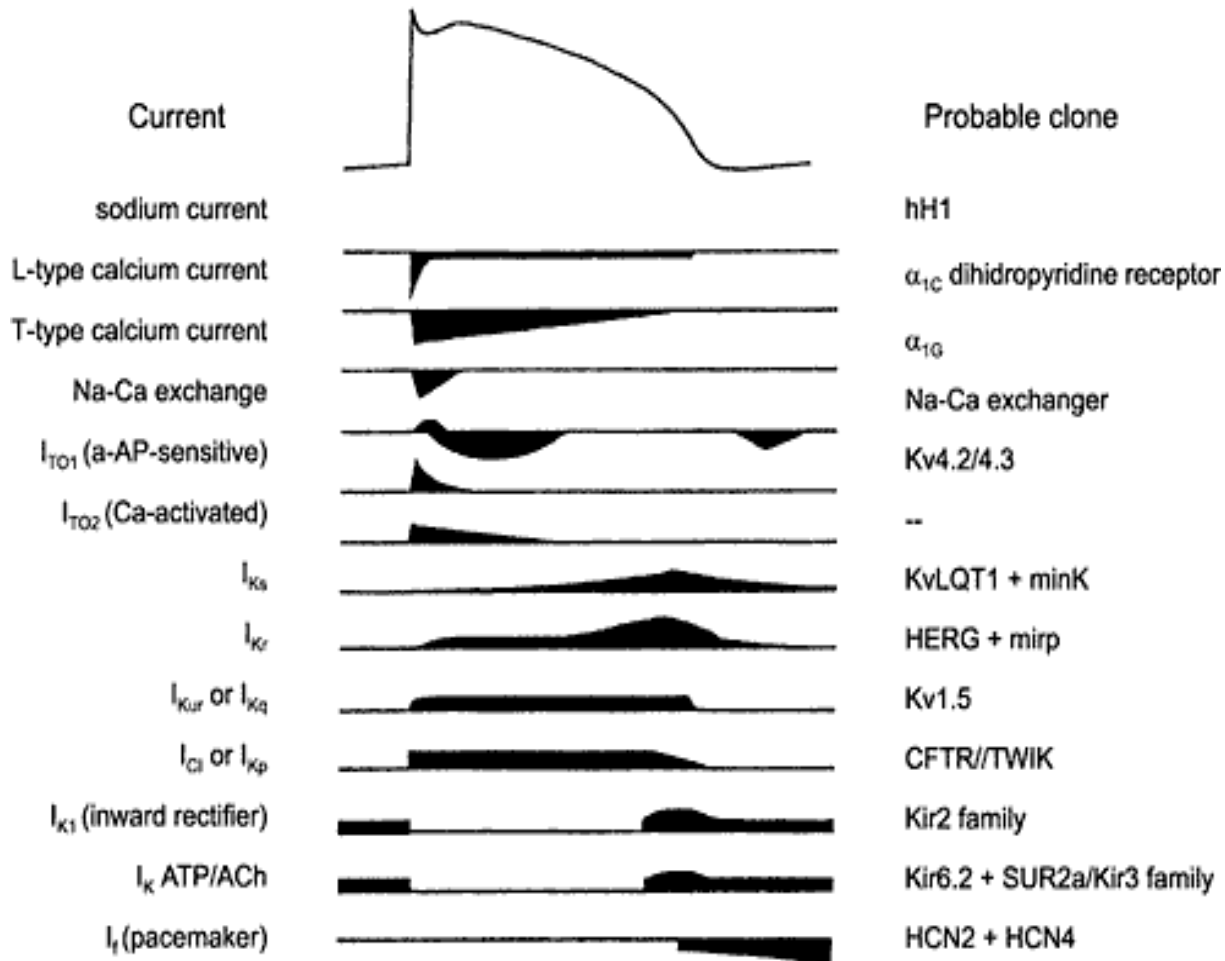 Current
Probable clone
sodium current
hH1
L-type calcium current
α1C dihidropyridine receptor
T-type calcium current
α1G
Na-Ca exchange
Na-Ca exchanger
ITO1 (a-AP-sensitive)
Kv4.2/4.3
ITO2 (Ca-activated)
--
IKs
KvLQT1 + minK
IKr
HERG + mirp
IKur or IKq
Kv1.5
ICl or IKp
CFTR//TWIK
IK1 (inward rectifier)
Kir2 family
IK ATP/ACh
Kir6.2 + SUR2a/Kir3 family
If (pacemaker)
HCN2 + HCN4